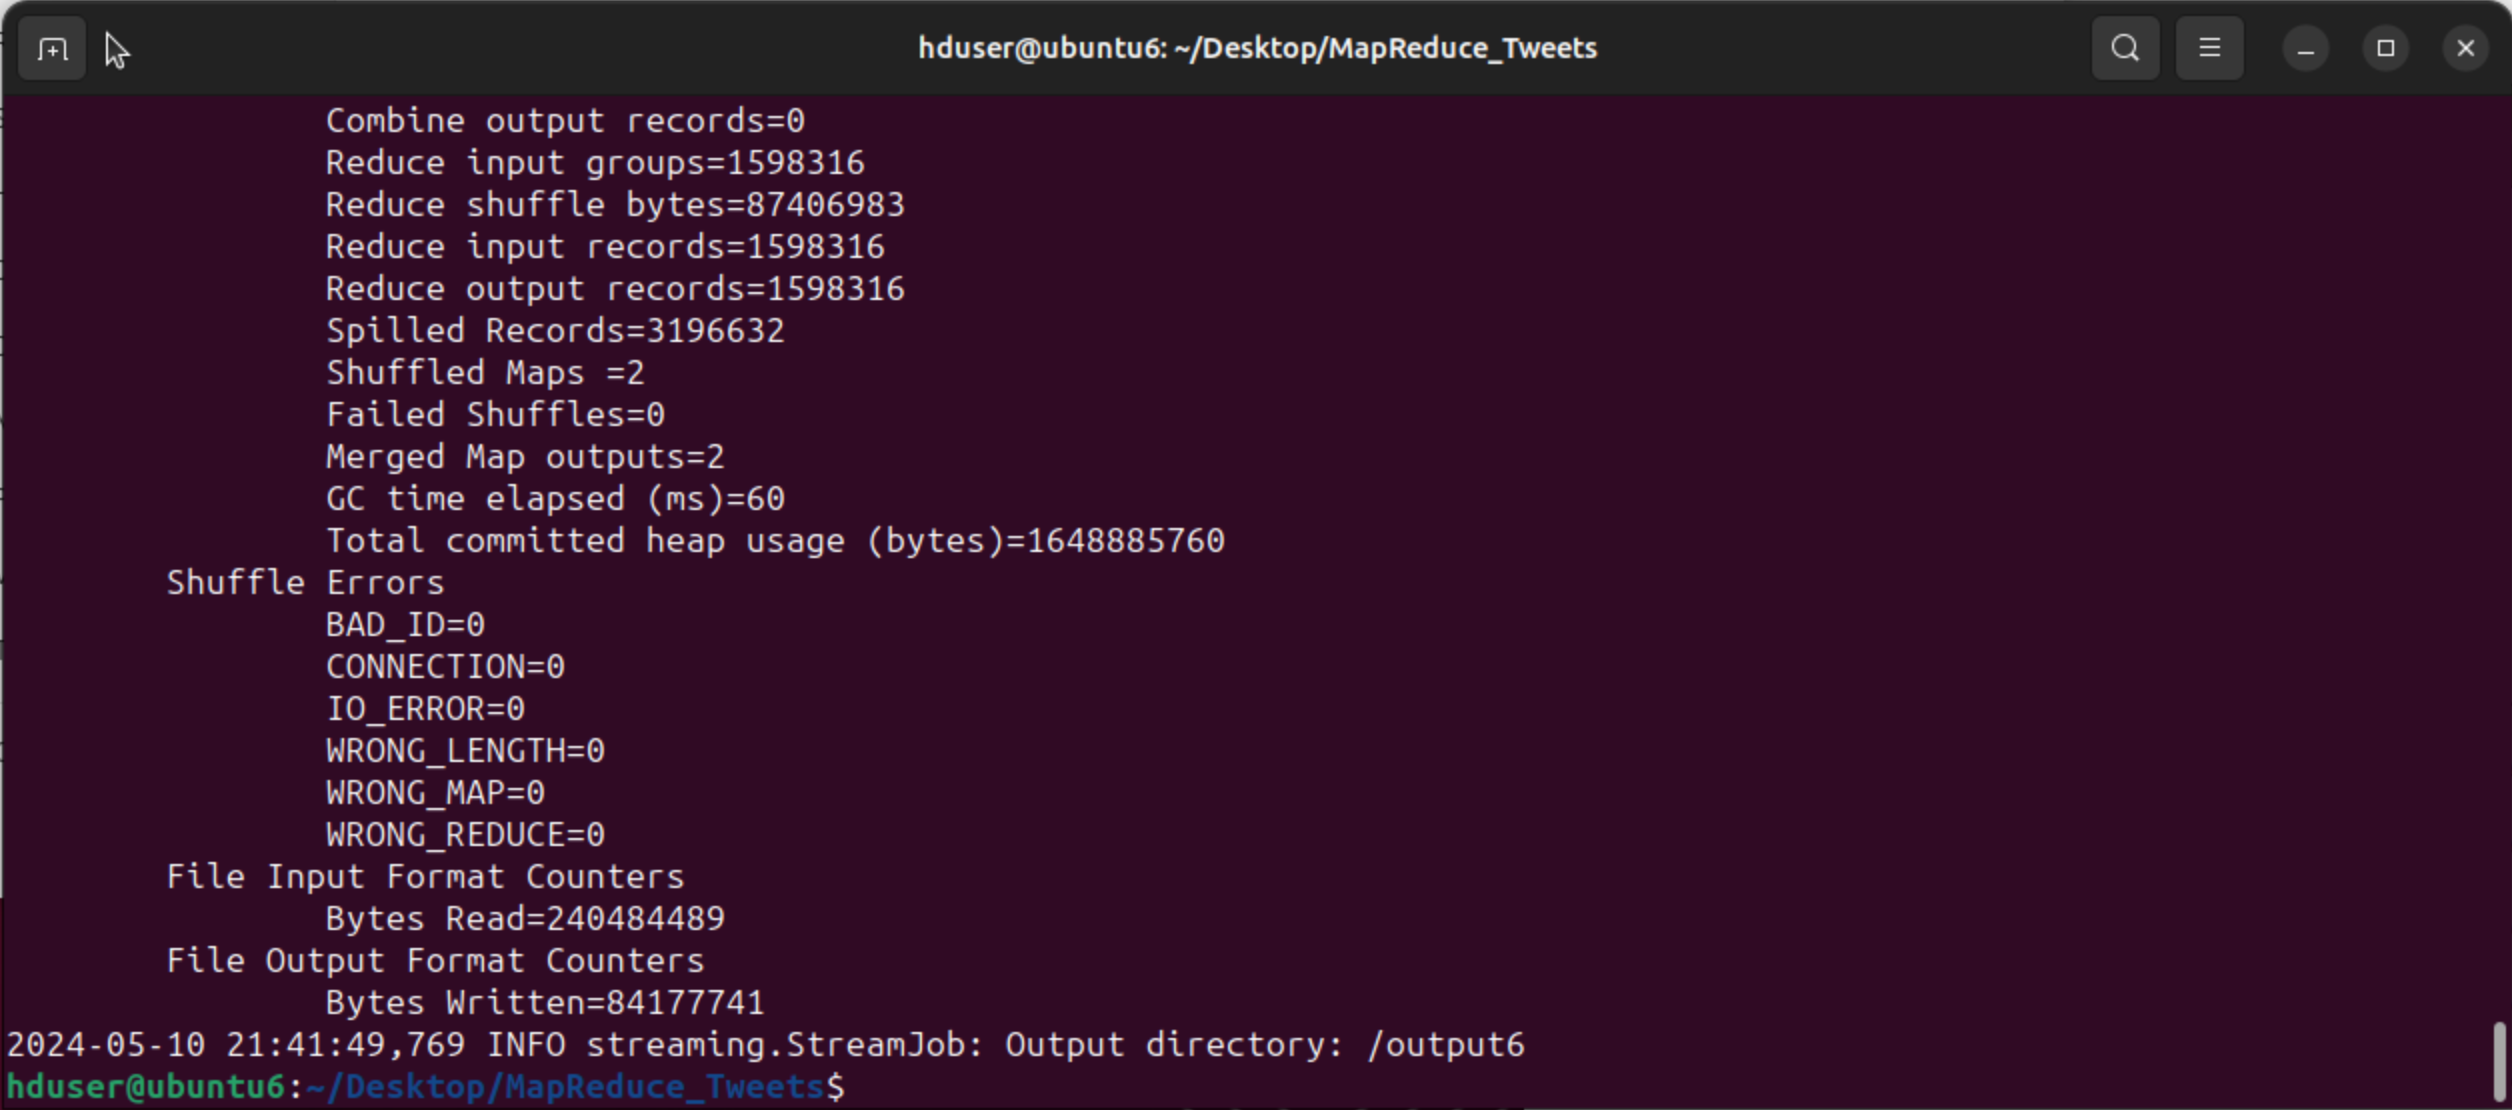 hduser@ubuntu6: ~/Desktop/MapReduce_Tweets
Combine output records=0
Reduce input groups=1598316
Reduce shuffle bytes=87406983
Reduce input records=1598316
Reduce output records=1598316
Spilled Records=3196632
Shuffled Maps =2
Failed Shuffles=0
Merged Map outputs=2
GC time elapsed (ms)=60
Total committed heap usage (bytes)=1648885760
Shuffle Errors
BAD_ID=0
CONNECTION=0
IO_ERROR=0
WRONG_LENGTH=0
WRONG_MAP=0
WRONG_REDUCE=0
File Input Format Counters
Bytes Read=240484489
File Output Format Counters
Bytes Written=84177741
2024-05-10 21:41:49,769 INFO streaming.StreamJob: Output directory: /output6
hduser@ubuntu6:~/Desktop/MapReduce_Tweets$